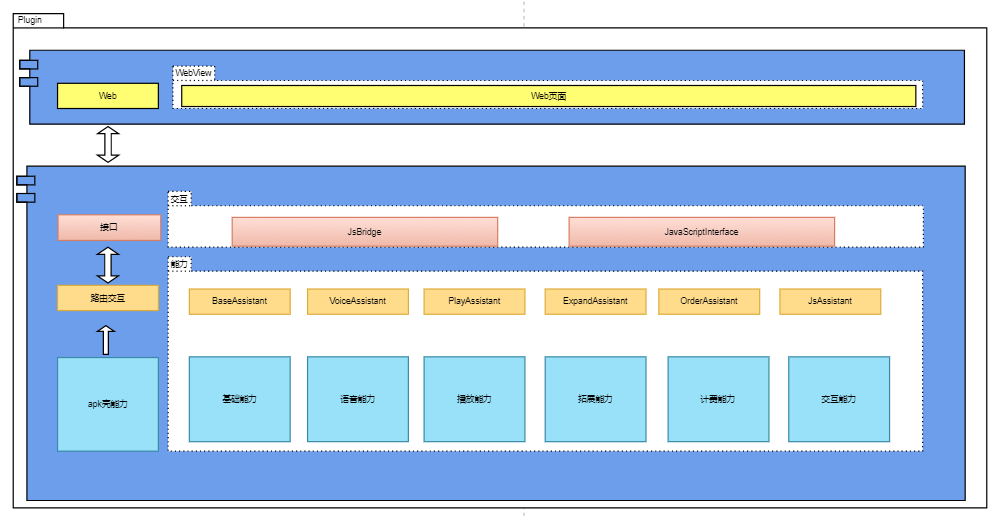 Plugin
WebView
Web
Web页面
交互
接口
JsBridge
JavaScriptInterface
能力
路由交互
BaseAssistant
VoiceAssistant
PlayAssistant
ExpandAssistant
OrderAssistant
JsAssistant
apk壳能力
基础能力
语音能力
播放能力
拓展能力
计费能力
交互能力